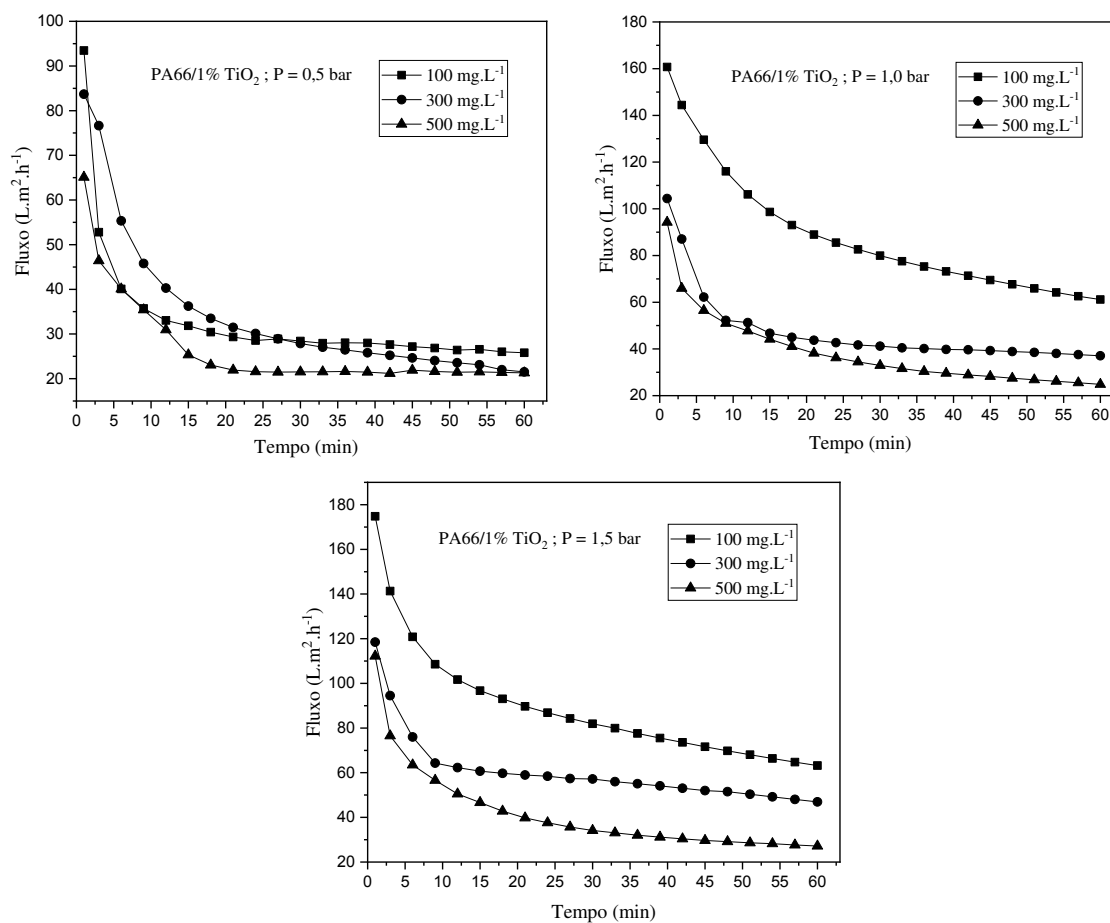 PA66/1% TiO₂ ; P = 0,5 bar
100 mg.L⁻¹
300 mg.L⁻¹
500 mg.L⁻¹
Fluxo (L.m².h⁻¹)
100
90
80
70
60
50
40
30
20
0 5 10 15 20 25 30 35 40 45 50 55 60
Tempo (min)
PA66/1% TiO₂ ; P = 1,0 bar
100 mg.L⁻¹
300 mg.L⁻¹
500 mg.L⁻¹
Fluxo (L.m².h⁻¹)
180
160
140
120
100
80
60
40
20
0 5 10 15 20 25 30 35 40 45 50 55 60
Tempo (min)
PA66/1% TiO₂ ; P = 1,5 bar
100 mg.L⁻¹
300 mg.L⁻¹
500 mg.L⁻¹
Fluxo (L.m².h⁻¹)
180
160
140
120
100
80
60
40
20
0 5 10 15 20 25 30 35 40 45 50 55 60
Tempo (min)